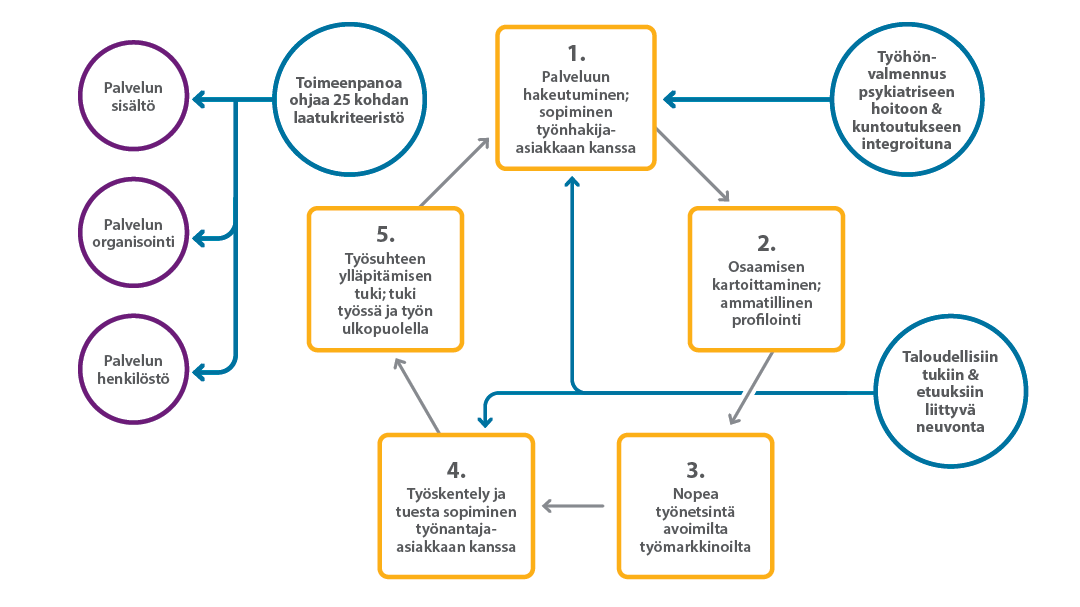 Palvelun
sisältö
Toimeenpanoa
ohjaa 25 kohdan
laatukriteeristö
1.
Palveluun
hakeutuminen;
sopiminen
työnhakija-
asiakkaan kanssa
Työhön-
valmennus
psykiatriseen
hoitoon &
kuntoutukseen
integroituna
Palvelun
organisointi
5.
Työsuhteen
ylläpitämisen
tuki; tuki
työssä ja työn
ulkopuolella
2.
Osaamisen
kartoittaminen;
ammatillinen
profilointi
Palvelun
henkilöstö
Taloudellisiin
tukiin &
etuuksiin
liittyvä
neuvonta
4.
Työskentely ja
tuesta sopiminen
työnantaja-
asiakkaan kanssa
3.
Nopea
työnetsintä
avoimilta
työmarkkinoilta